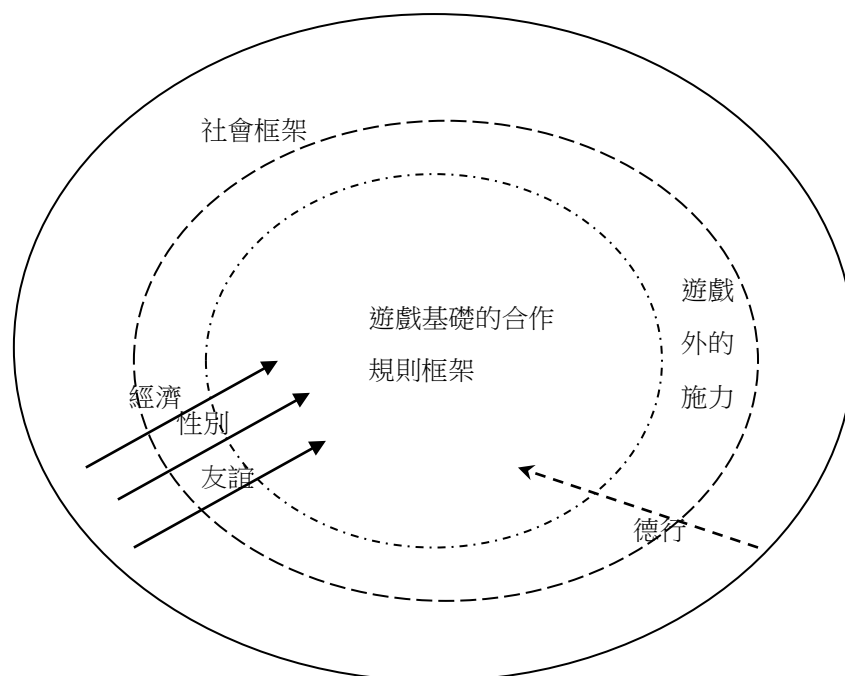 社會框架
遊戲
外的
施力
遊戲基礎的合作
規則框架
經濟
性別
友誼
德行